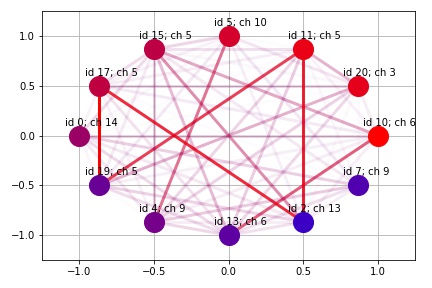 id 5; ch 10
id 15; ch 5
id 11; ch 5
id 17; ch 5
id 20; ch 3
id 0; ch 14
id 10; ch 6
id 19; ch 5
id 7; ch 9
id 4; ch 9
id 13; ch 6
id 2; ch 13
1.0
0.5
0.0
−0.5
−1.0
−1.0
−0.5
0.0
0.5
1.0